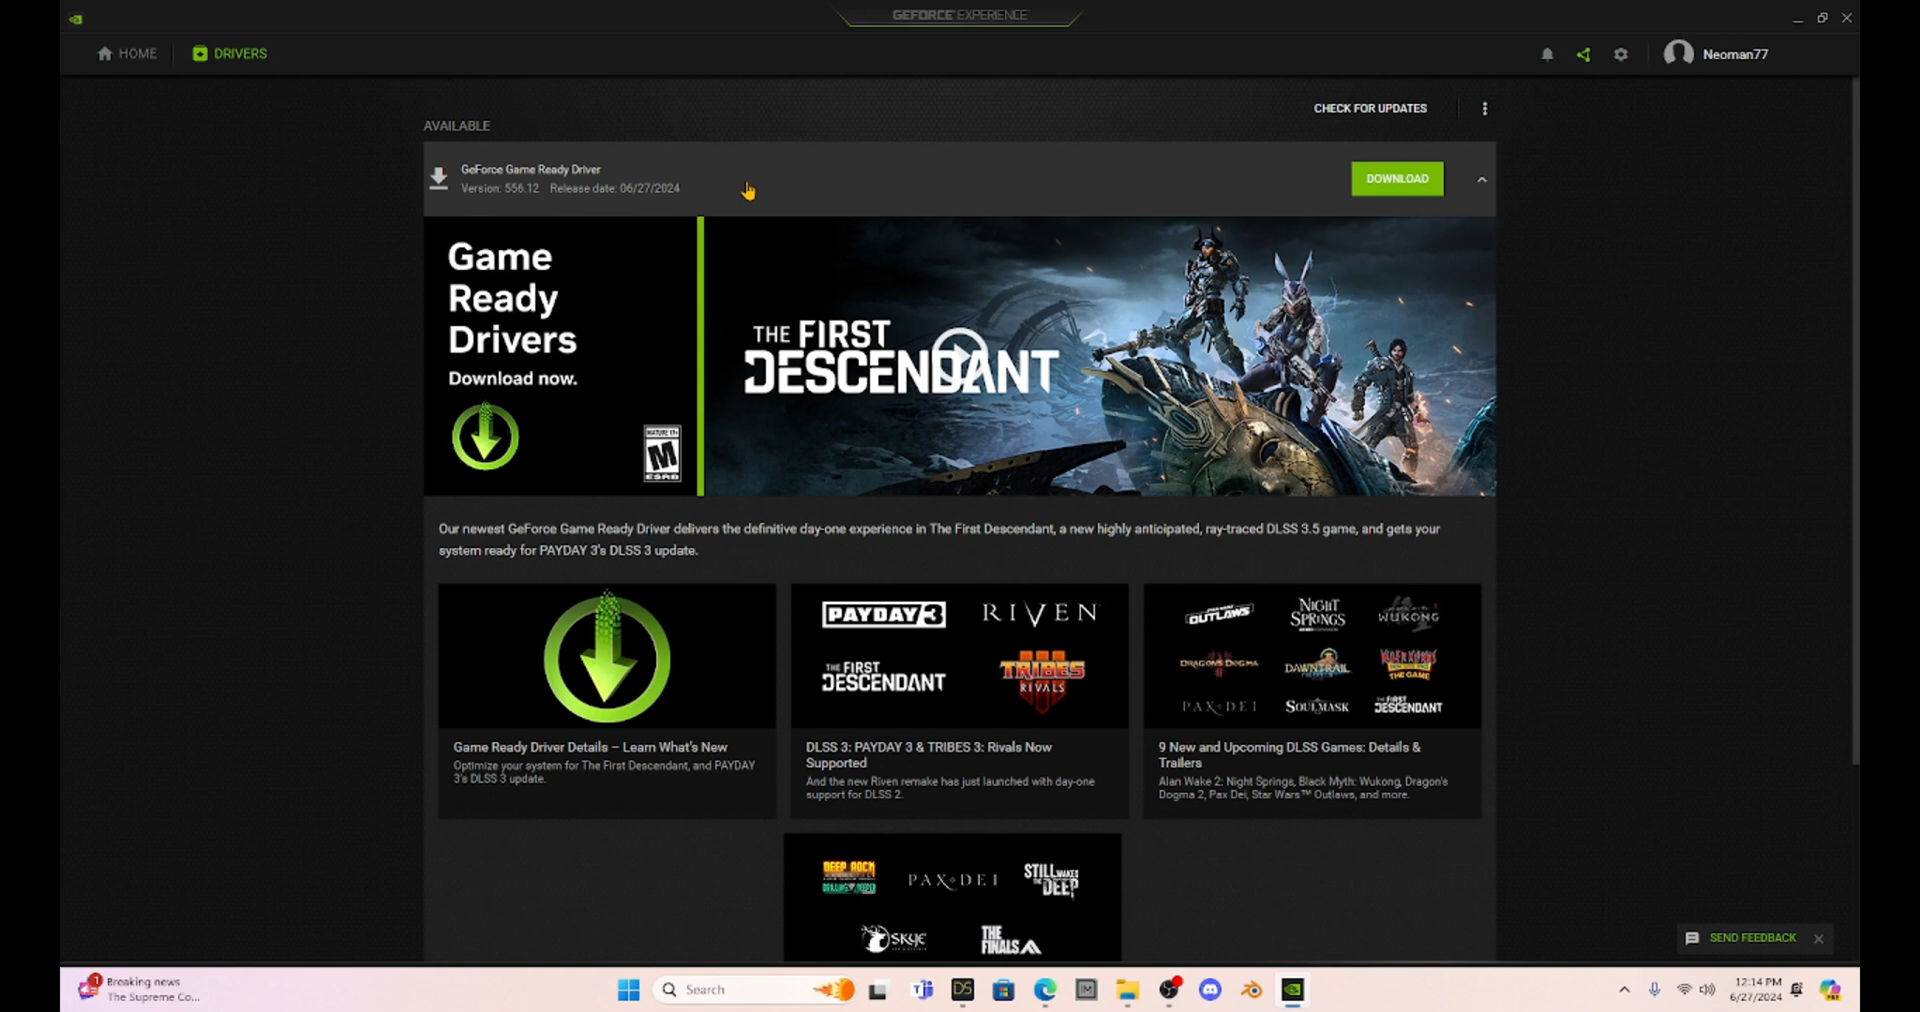 GEFORCE EXPERIENCE
HOME
DRIVERS
Neoman77
CHECK FOR UPDATES
AVAILABLE
GeForce Game Ready Driver
Version: 556.12 Release date: 06/27/2024
DOWNLOAD
Game
Ready
Drivers
Download now.
MATURE 17+
M
ESRB
THE FIRST
DESCENDANT
Our newest GeForce Game Ready Driver delivers the definitive day-one experience in The First Descendant, a new highly anticipated, ray-traced DLSS 3.5 game, and gets your
system ready for PAYDAY 3's DLSS 3 update.
PAYDAY 3
RIVEN
THE FIRST
DESCENDANT
TRIBES
RIVALS
OUTLAWS
NIGHT
SPRINGS
WUKONG
DRAGON'S DOGMA
DAWNTRAIL
THE GAME
PAX DEI
SOULMASK
THE FIRST
DESCENDANT
Game Ready Driver Details – Learn What's New
Optimize your system for The First Descendant, and PAYDAY
3's DLSS 3 update.
DLSS 3: PAYDAY 3 & TRIBES 3: Rivals Now
Supported
And the new Riven remake has just launched with day-one
support for DLSS 2.
9 New and Upcoming DLSS Games: Details &
Trailers
Alan Wake 2: Night Springs, Black Myth: Wukong, Dragon's
Dogma 2, Pax Dei, Star Wars™ Outlaws, and more.
DEEP ROCK
PAX DEI
STILL WAKES
THE DEEP
SKYE
THE
FINALS
SEND FEEDBACK
1
Breaking news
The Supreme Co...
Search
DS
IM
12:14 PM
6/27/2024